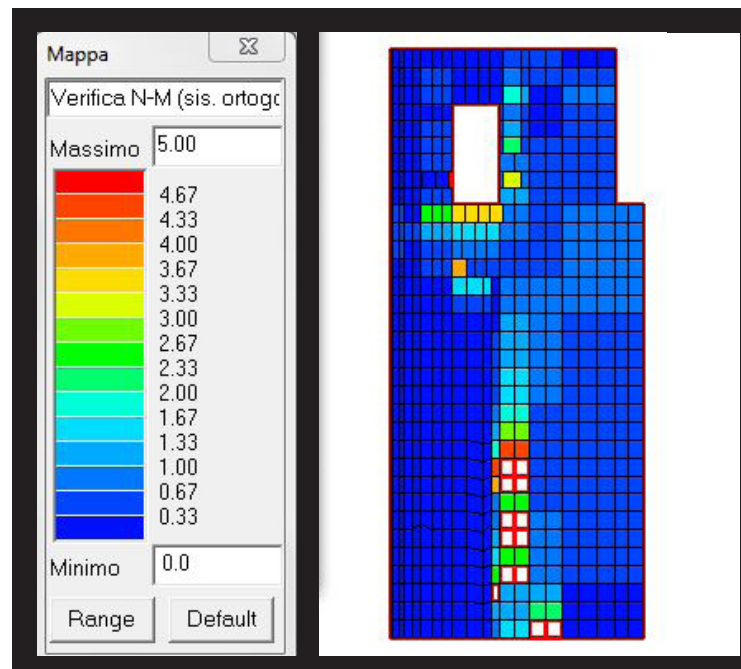 Mappa
Verifica N-M (sis. ortogo
Massimo 5.00
4.67
4.33
4.00
3.67
3.33
3.00
2.67
2.33
2.00
1.67
1.33
1.00
0.67
0.33
Minimo 0.0
Range Default